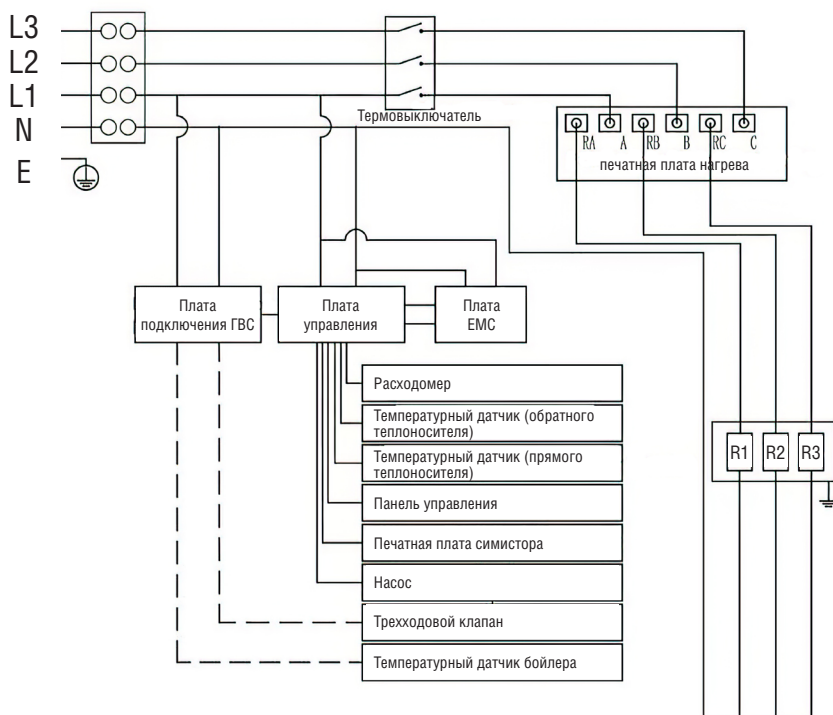 L3
L2
L1
N
E
Термовыключатель
RA A RB B RC C
печатная плата нагрева
Плата
подключения ГВС
Плата
управления
Плата
ЕМС
Расходомер
Температурный датчик (обратного
теплоносителя)
Температурный датчик (прямого
теплоносителя)
Панель управления
Печатная плата симистора
Насос
Трехходовой клапан
Температурный датчик бойлера
R1 R2 R3